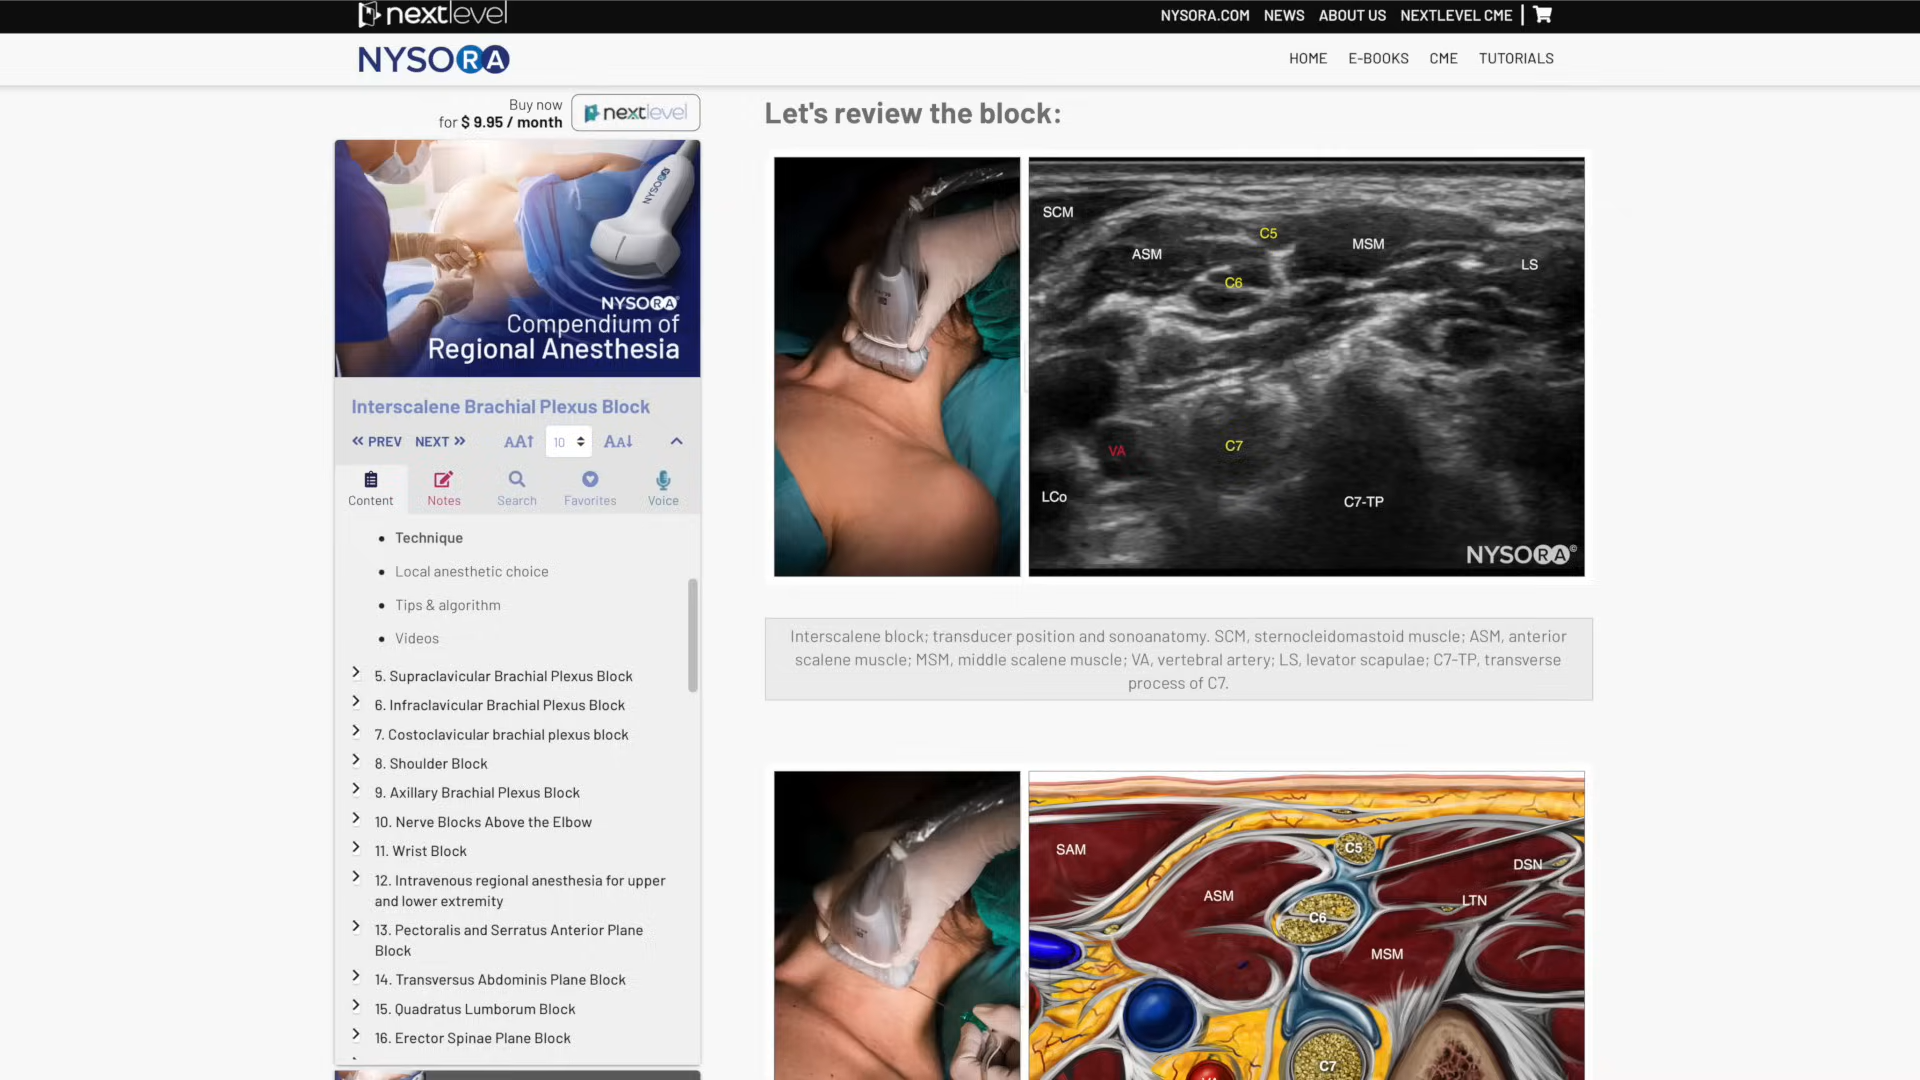 nextlevel
NYSORA.COM NEWS ABOUT US NEXTLEVEL CME
NYSORA
HOME E-BOOKS CME TUTORIALS
Buy now
for $ 9.95 / month
nextlevel
NYSORA
NYSORA
Compendium of
Regional Anesthesia
Interscalene Brachial Plexus Block
PREV NEXT AA 10 AA
Content Notes Search Favorites Voice
Technique
Local anesthetic choice
Tips & algorithm
Videos
5. Supraclavicular Brachial Plexus Block
6. Infraclavicular Brachial Plexus Block
7. Costoclavicular brachial plexus block
8. Shoulder Block
9. Axillary Brachial Plexus Block
10. Nerve Blocks Above the Elbow
11. Wrist Block
12. Intravenous regional anesthesia for upper
and lower extremity
13. Pectoralis and Serratus Anterior Plane
Block
14. Transversus Abdominis Plane Block
15. Quadratus Lumborum Block
16. Erector Spinae Plane Block
Let's review the block:
SCM
C5
ASM
MSM
LS
C6
VA
C7
LCo
C7-TP
NYSORA©
Interscalene block; transducer position and sonoanatomy. SCM, sternocleidomastoid muscle; ASM, anterior
scalene muscle; MSM, middle scalene muscle; VA, vertebral artery; LS, levator scapulae; C7-TP, transverse
process of C7.
SAM
C5
DSN
ASM
LTN
C6
MSM
C7